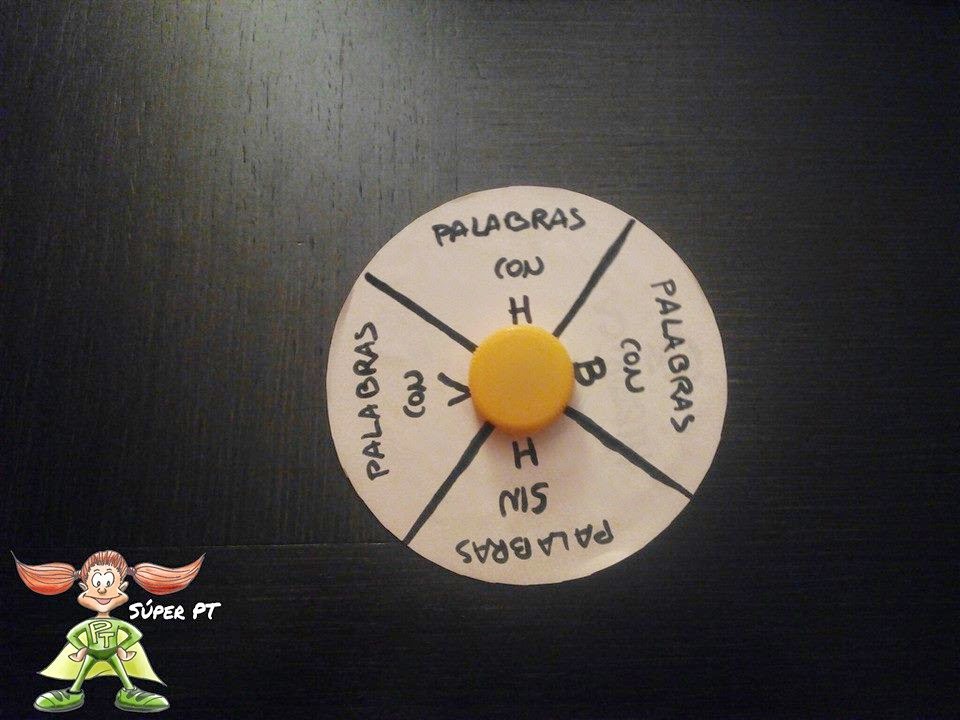 PALABRAS
CON
H
PALABRAS
CON
B
PALABRAS
SIN
H
PALABRAS
CON
V
PT
SÚPER PT